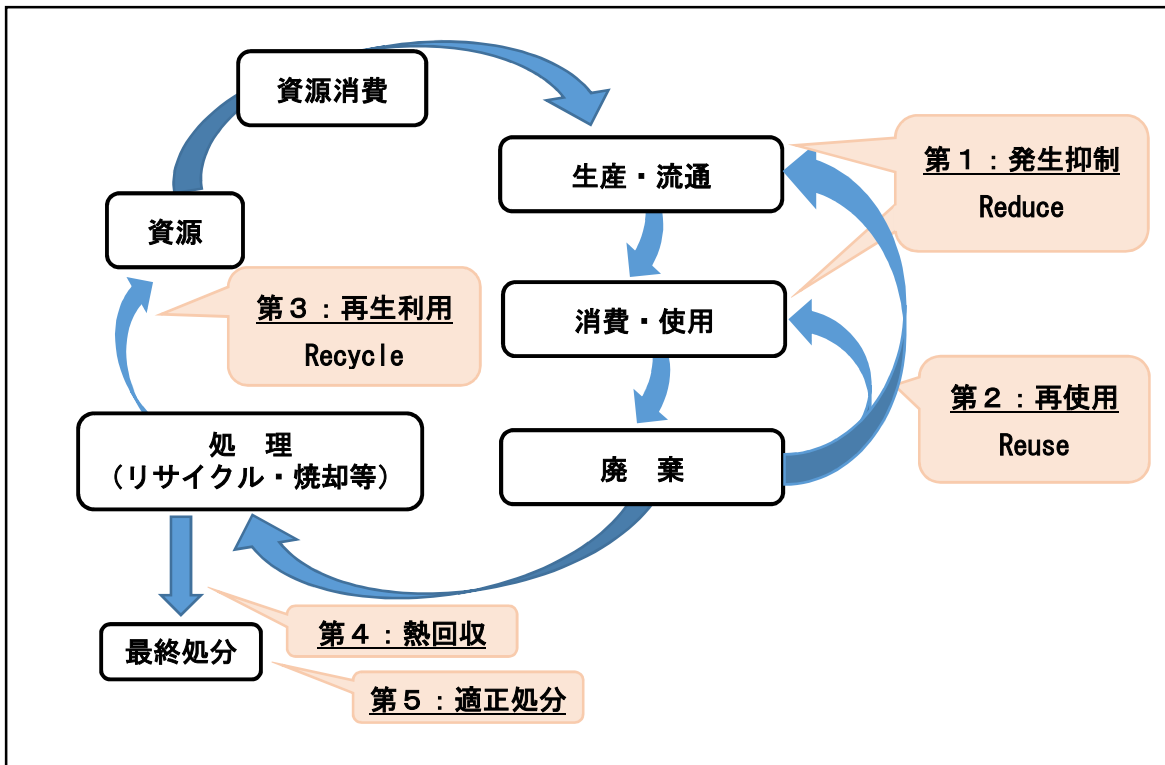 資源消費
生産・流通
第１：発生抑制
Reduce
資源
第３：再生利用
Recycle
消費・使用
第２：再使用
Reuse
処　理
（リサイクル・焼却等）
廃　棄
第４：熱回収
最終処分
第５：適正処分